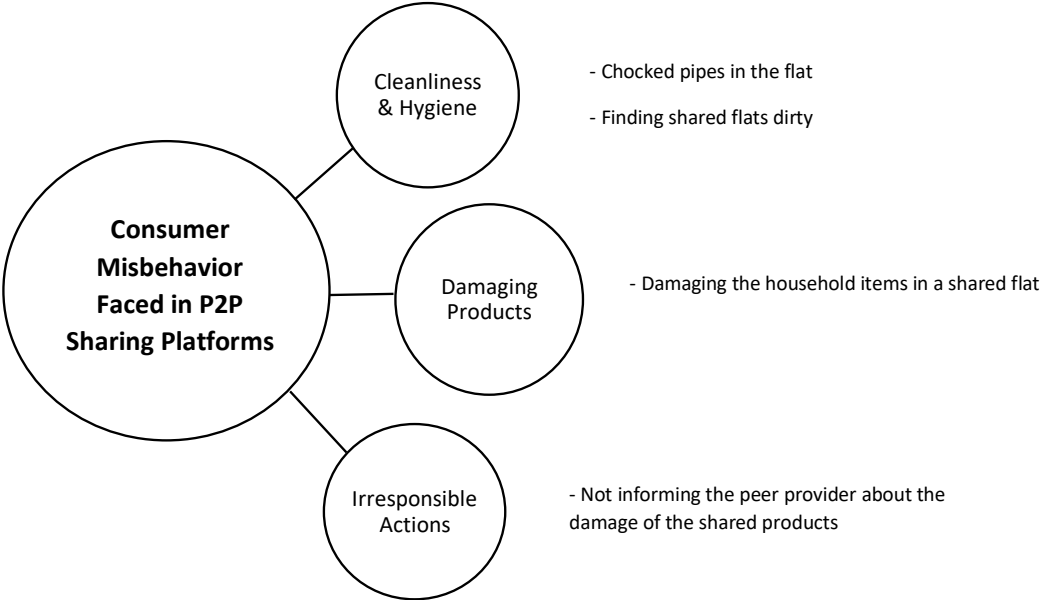 Consumer
Misbehavior
Faced in P2P
Sharing Platforms
Cleanliness
& Hygiene
- Chocked pipes in the flat
- Finding shared flats dirty
Damaging
Products
- Damaging the household items in a shared flat
Irresponsible
Actions
- Not informing the peer provider about the
damage of the shared products